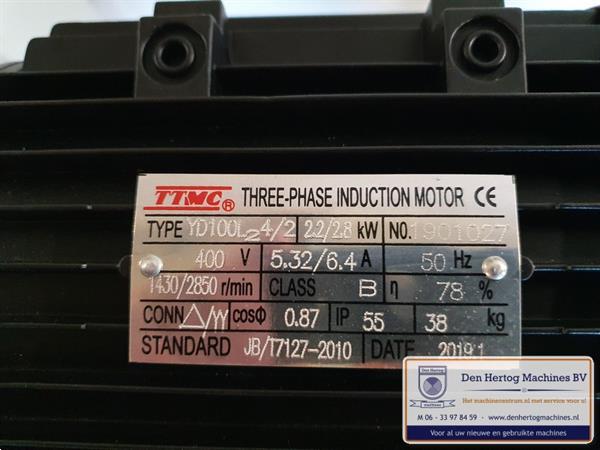 TTMC® THREE-PHASE INDUCTION MOTOR CE
TYPE YD100L2 4/2 2.2/2.8 kW NO. 1901027
400 V 5.32/6.4 A 50 Hz
1430/2850 r/min CLASS B η 78 %
CONN △/YY cosΦ 0.87 IP 55 38 kg
STANDARD JB/T7127-2010 DATE 2019.1
Den Hertog Machines BV
Het machinecentrum.nl met service voor u!
M 06 - 33 97 84 59 - www.denhertogmachines.nl
Voor al uw nieuwe en gebruikte machines